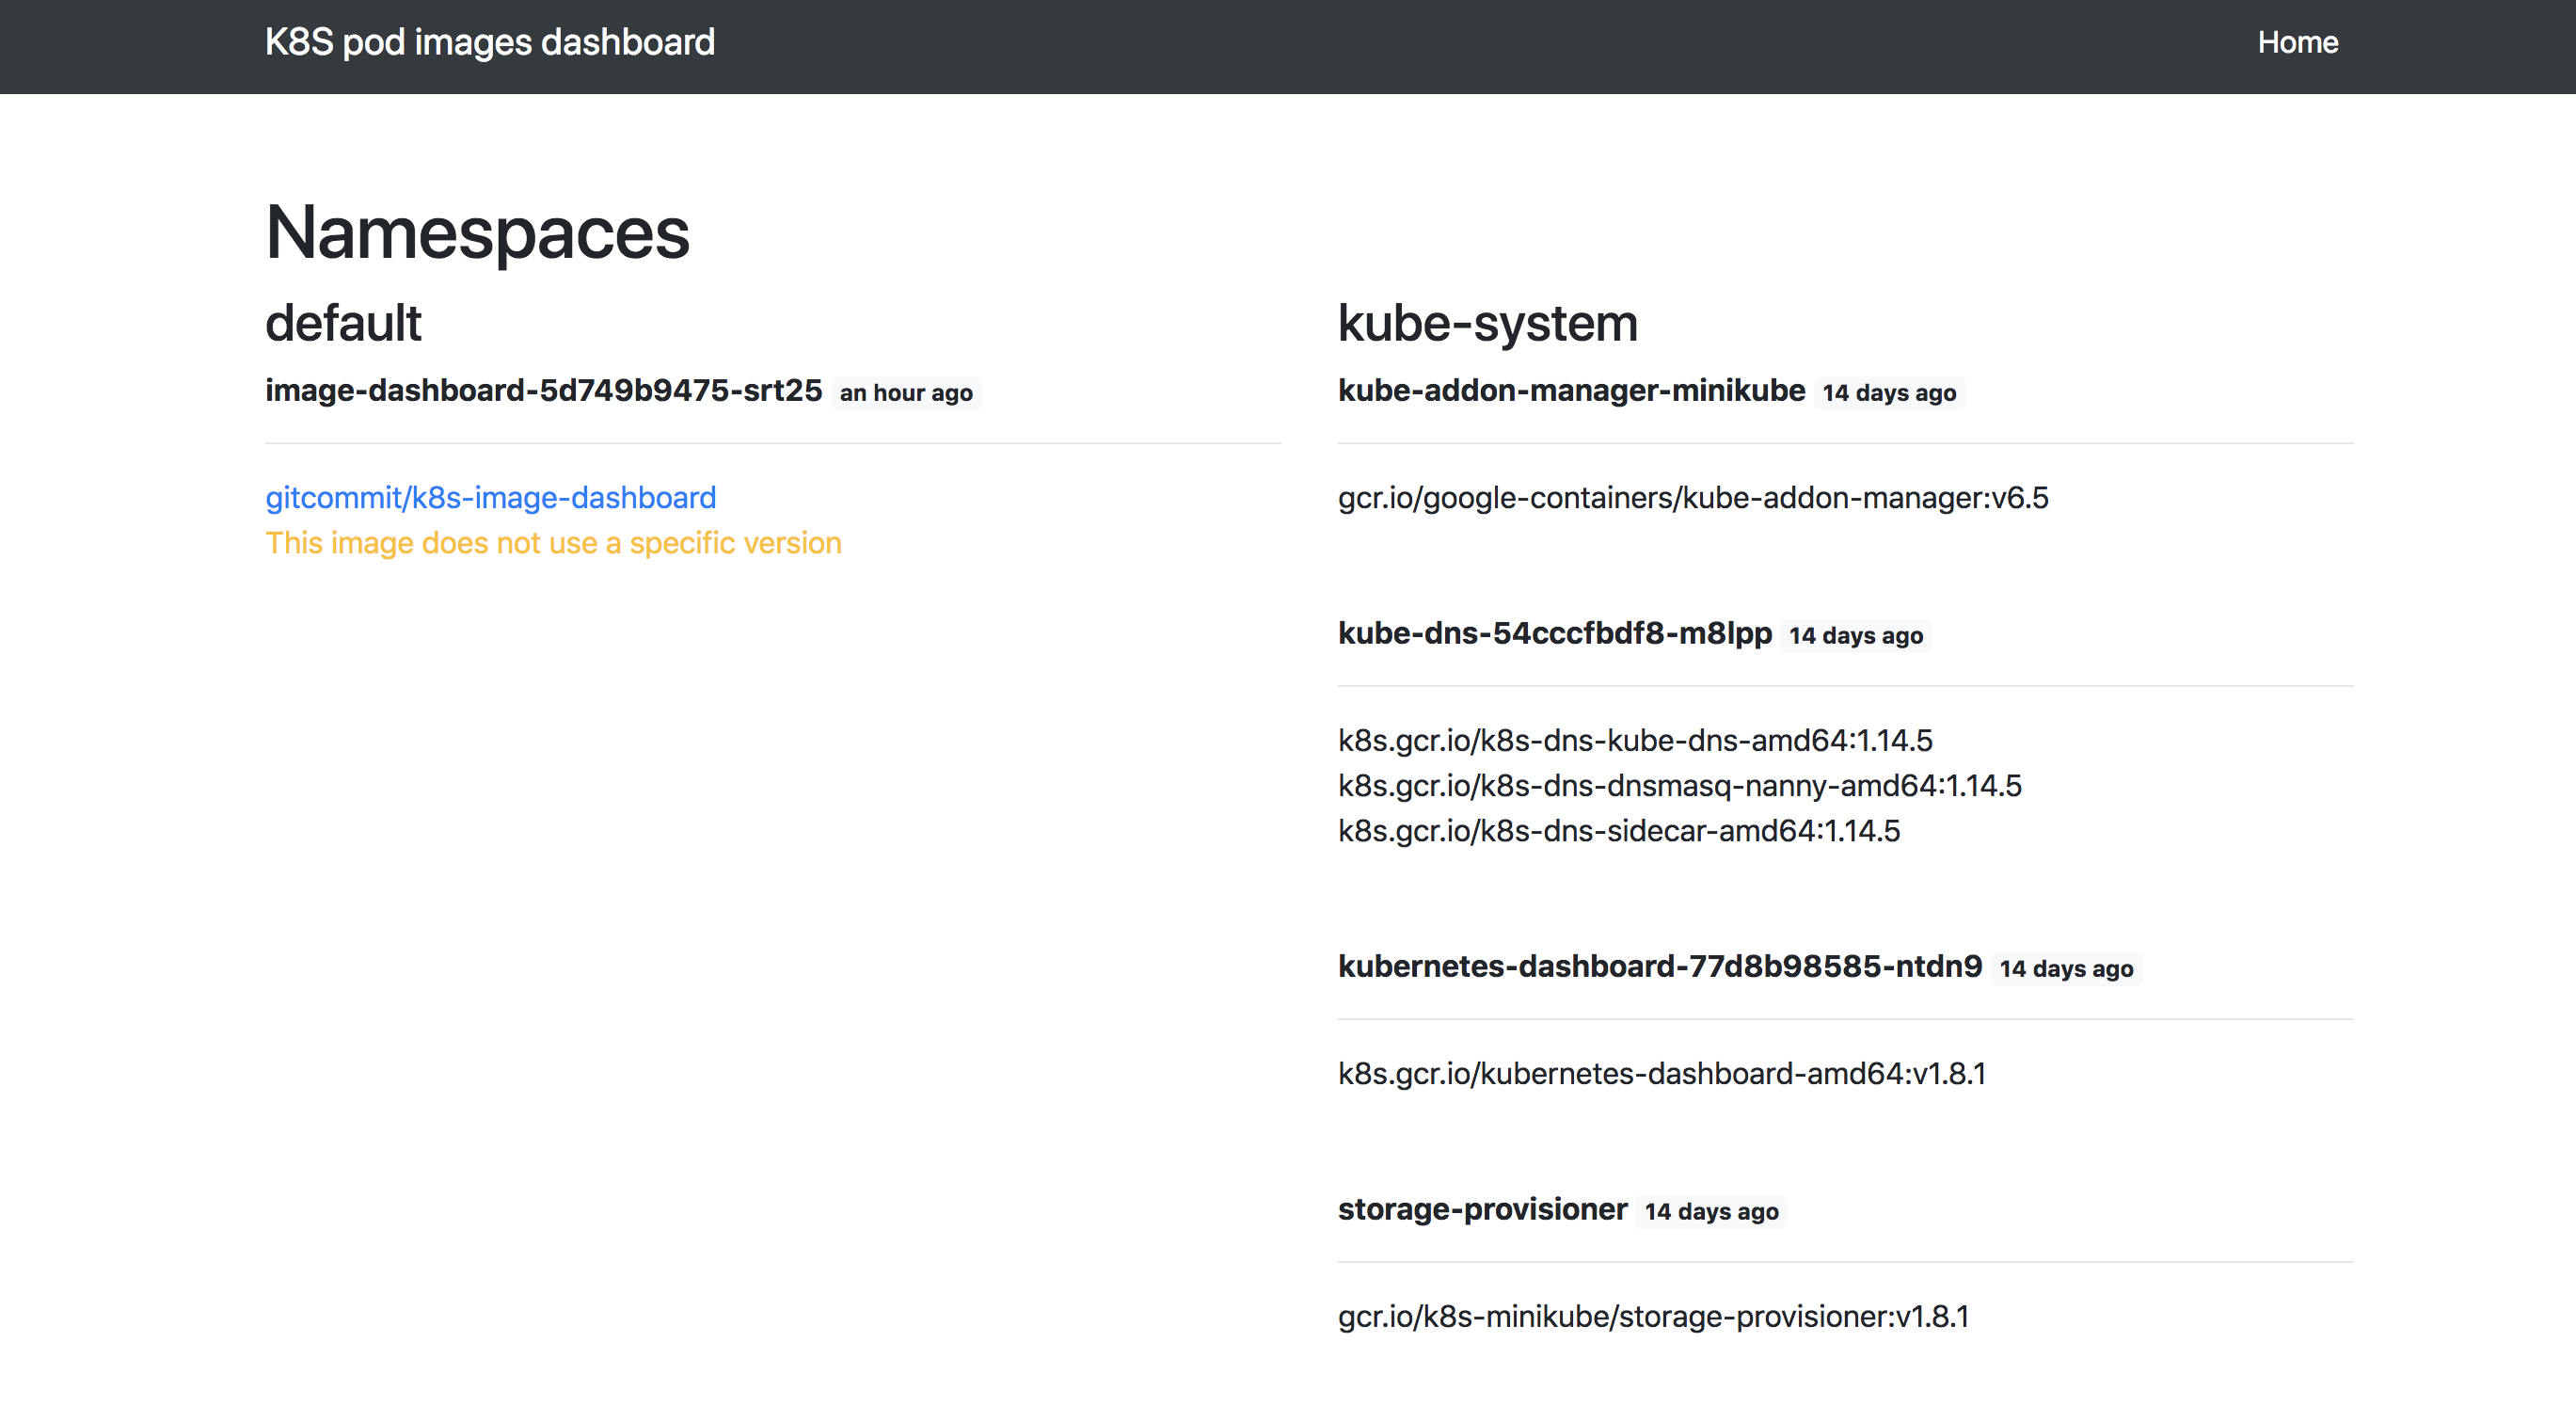 K8S pod images dashboard
Home
Namespaces
default
image-dashboard-5d749b9475-srt25 an hour ago
gitcommit/k8s-image-dashboard
This image does not use a specific version
kube-system
kube-addon-manager-minikube 14 days ago
gcr.io/google-containers/kube-addon-manager:v6.5
kube-dns-54cccfbdf8-m8lpp 14 days ago
k8s.gcr.io/k8s-dns-kube-dns-amd64:1.14.5
k8s.gcr.io/k8s-dns-dnsmasq-nanny-amd64:1.14.5
k8s.gcr.io/k8s-dns-sidecar-amd64:1.14.5
kubernetes-dashboard-77d8b98585-ntdn9 14 days ago
k8s.gcr.io/kubernetes-dashboard-amd64:v1.8.1
storage-provisioner 14 days ago
gcr.io/k8s-minikube/storage-provisioner:v1.8.1